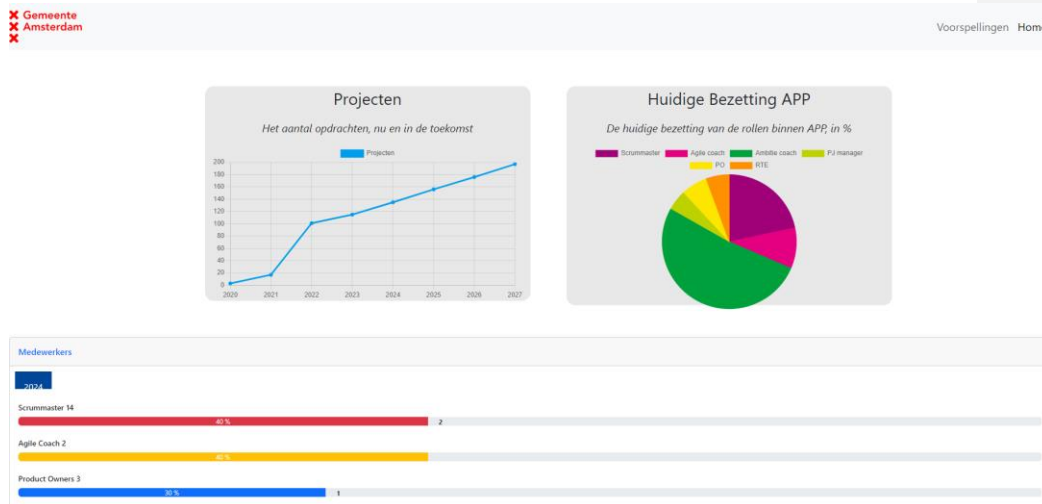 Gemeente
Amsterdam
Voorspellingen Home
Projecten
Het aantal opdrachten, nu en in de toekomst
Projecten
200
180
160
140
120
100
80
60
40
20
0
2020 2021 2022 2023 2024 2025 2026 2027
Huidige Bezetting APP
De huidige bezetting van de rollen binnen APP, in %
Scrummaster Agile coach Ambitie coach PJ manager
PO RTE
Medewerkers
2024
Scrummaster 14
40 % 2
Agile Coach 2
40 %
Product Owners 3
30 % 1